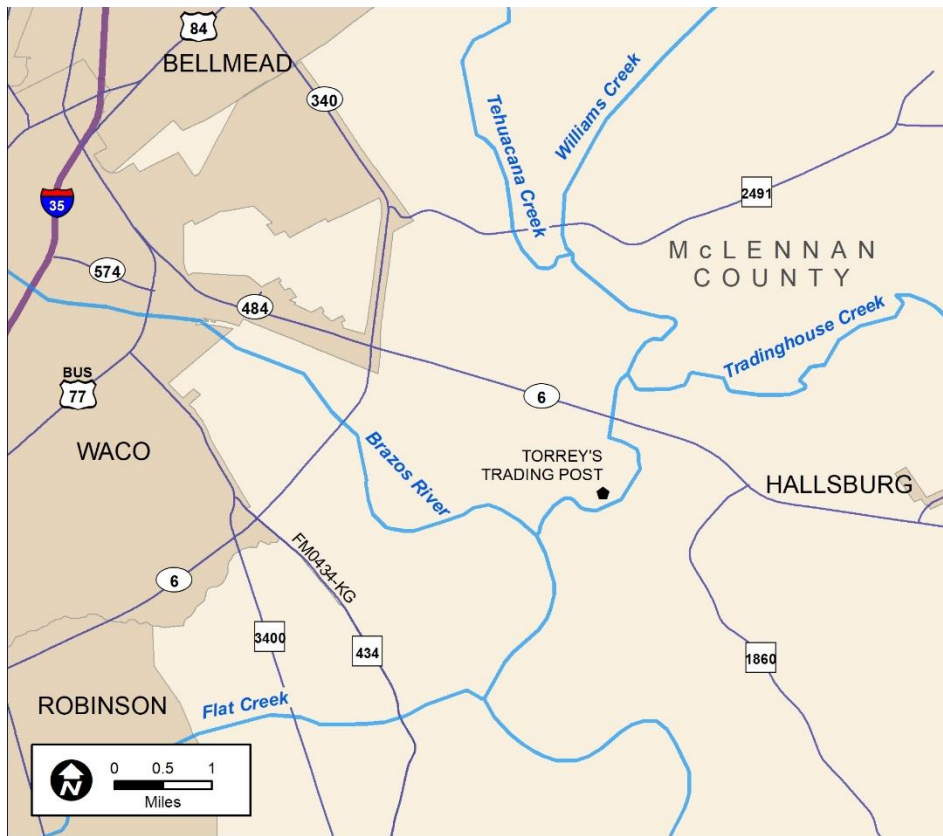 84
BELLMEAD
340
Tehuacana Creek
Williams Creek
2491
35
McLENNAN
COUNTY
574
484
Tradinghouse Creek
BUS
77
6
WACO
Brazos River
TORREY'S
TRADING POST
HALLSBURG
FM0434-KG
6
3400
434
1860
ROBINSON
Flat Creek
N
0 0.5 1
Miles